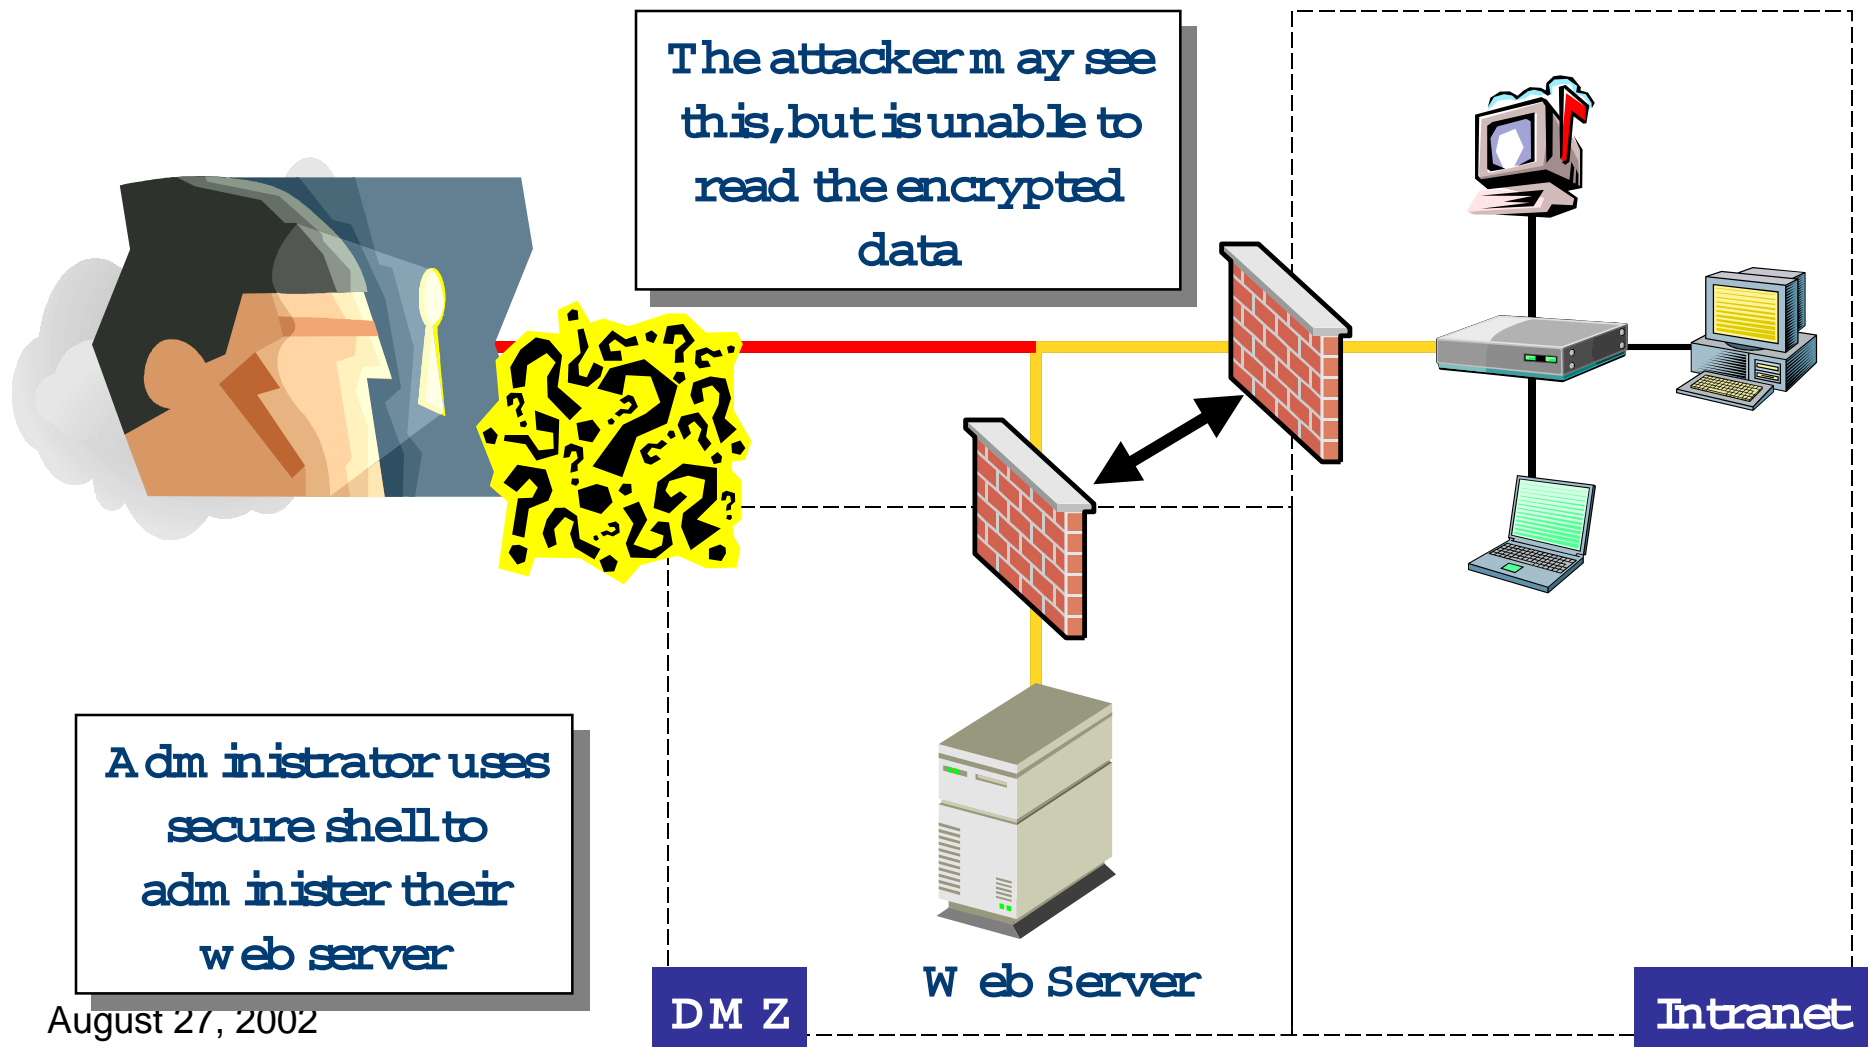 The attacker may see
this, but is unable to
read the encrypted
data
Administrator uses
secure shell to
administer their
web server
Web Server
DMZ
Intranet
August 27, 2002